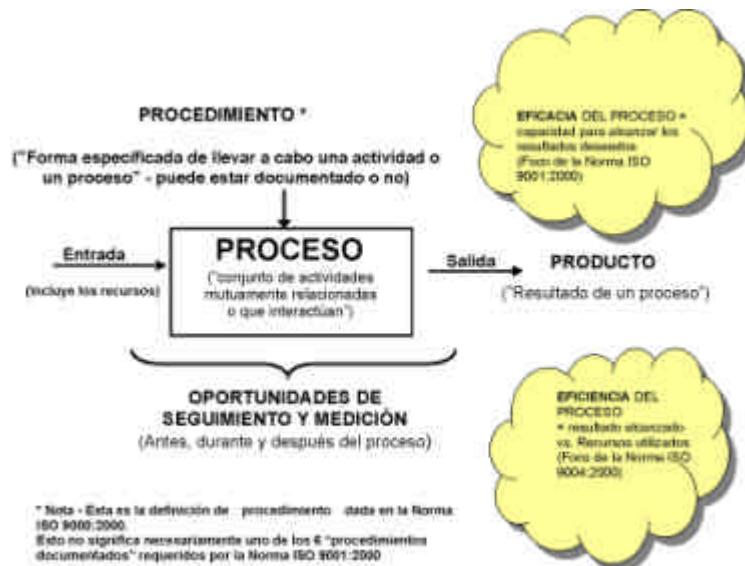 PROCEDIMIENTO *
("Forma especificada de llevar a cabo una actividad o
un proceso" - puede estar documentado o no)
EFICACIA DEL PROCESO =
capacidad para alcanzar los
resultados deseados
(Foco de la Norma ISO
9001:2000)
Entrada
(Incluye los recursos)
PROCESO
("conjunto de actividades
mutuamente relacionadas
o que interactúan")
Salida
PRODUCTO
("Resultado de un proceso")
OPORTUNIDADES DE
SEGUIMIENTO Y MEDICIÓN
(Antes, durante y después del proceso)
EFICIENCIA DEL
PROCESO
= resultado alcanzado
vs. Recursos utilizados
(Foco de la Norma ISO
9004:2000)
* Nota - Esta es la definición de procedimiento dada en la Norma
ISO 9000:2000.
Esto no significa necesariamente uno de los 6 "procedimientos
documentados" requeridos por la Norma ISO 9001:2000